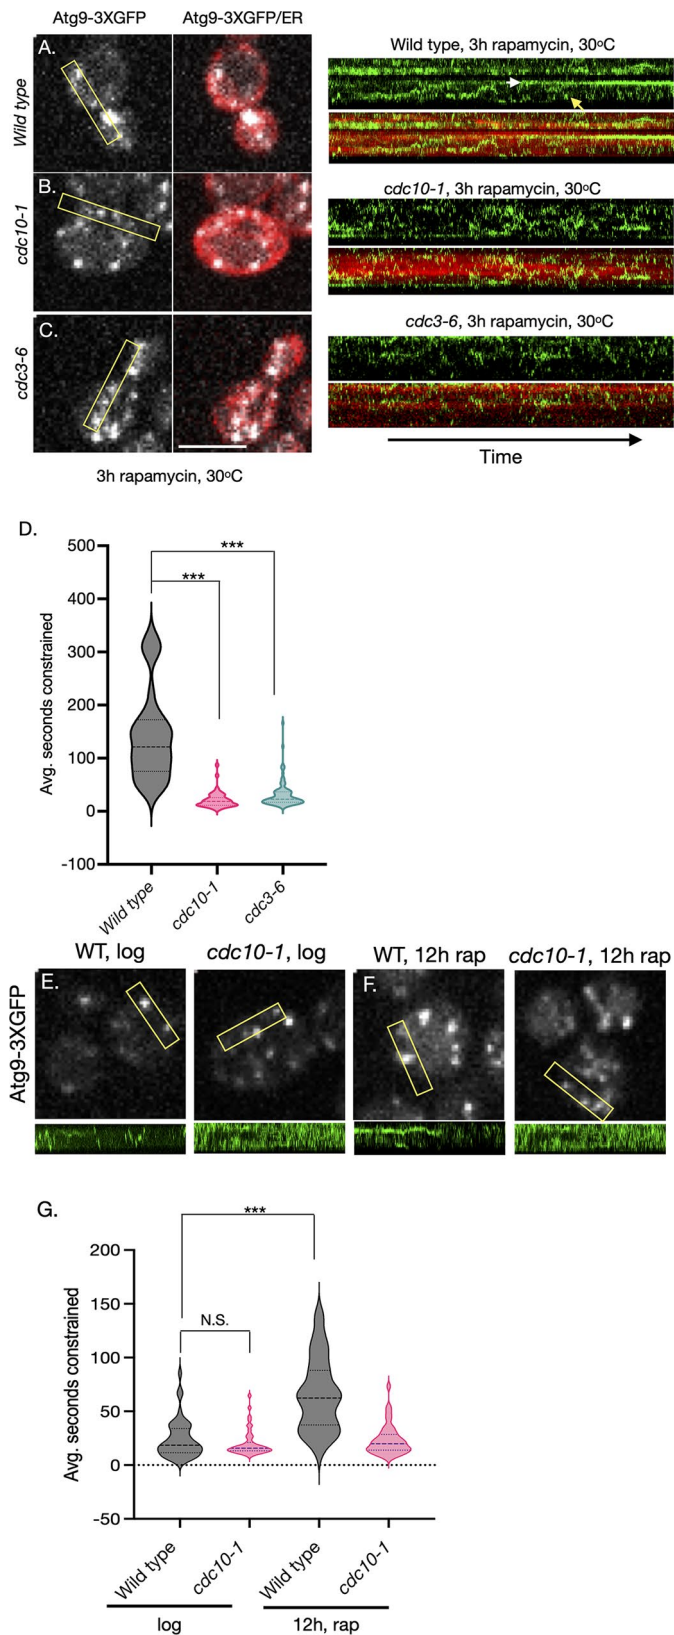 Atg9-3XGFP
Atg9-3XGFP/ER
A.
Wild type
Wild type, 3h rapamycin, 30ºC
B.
cdc10-1
cdc10-1, 3h rapamycin, 30ºC
C.
cdc3-6
cdc3-6, 3h rapamycin, 30ºC
3h rapamycin, 30ºC
Time
D.
Avg. seconds constrained
500
400
300
200
100
0
-100
***
***
Wild type
cdc10-1
cdc3-6
WT, log
cdc10-1, log
WT, 12h rap
cdc10-1, 12h rap
E.
F.
Atg9-3XGFP
G.
Avg. seconds constrained
200
150
100
50
0
-50
***
N.S.
Wild type
cdc10-1
Wild type
cdc10-1
log
12h, rap